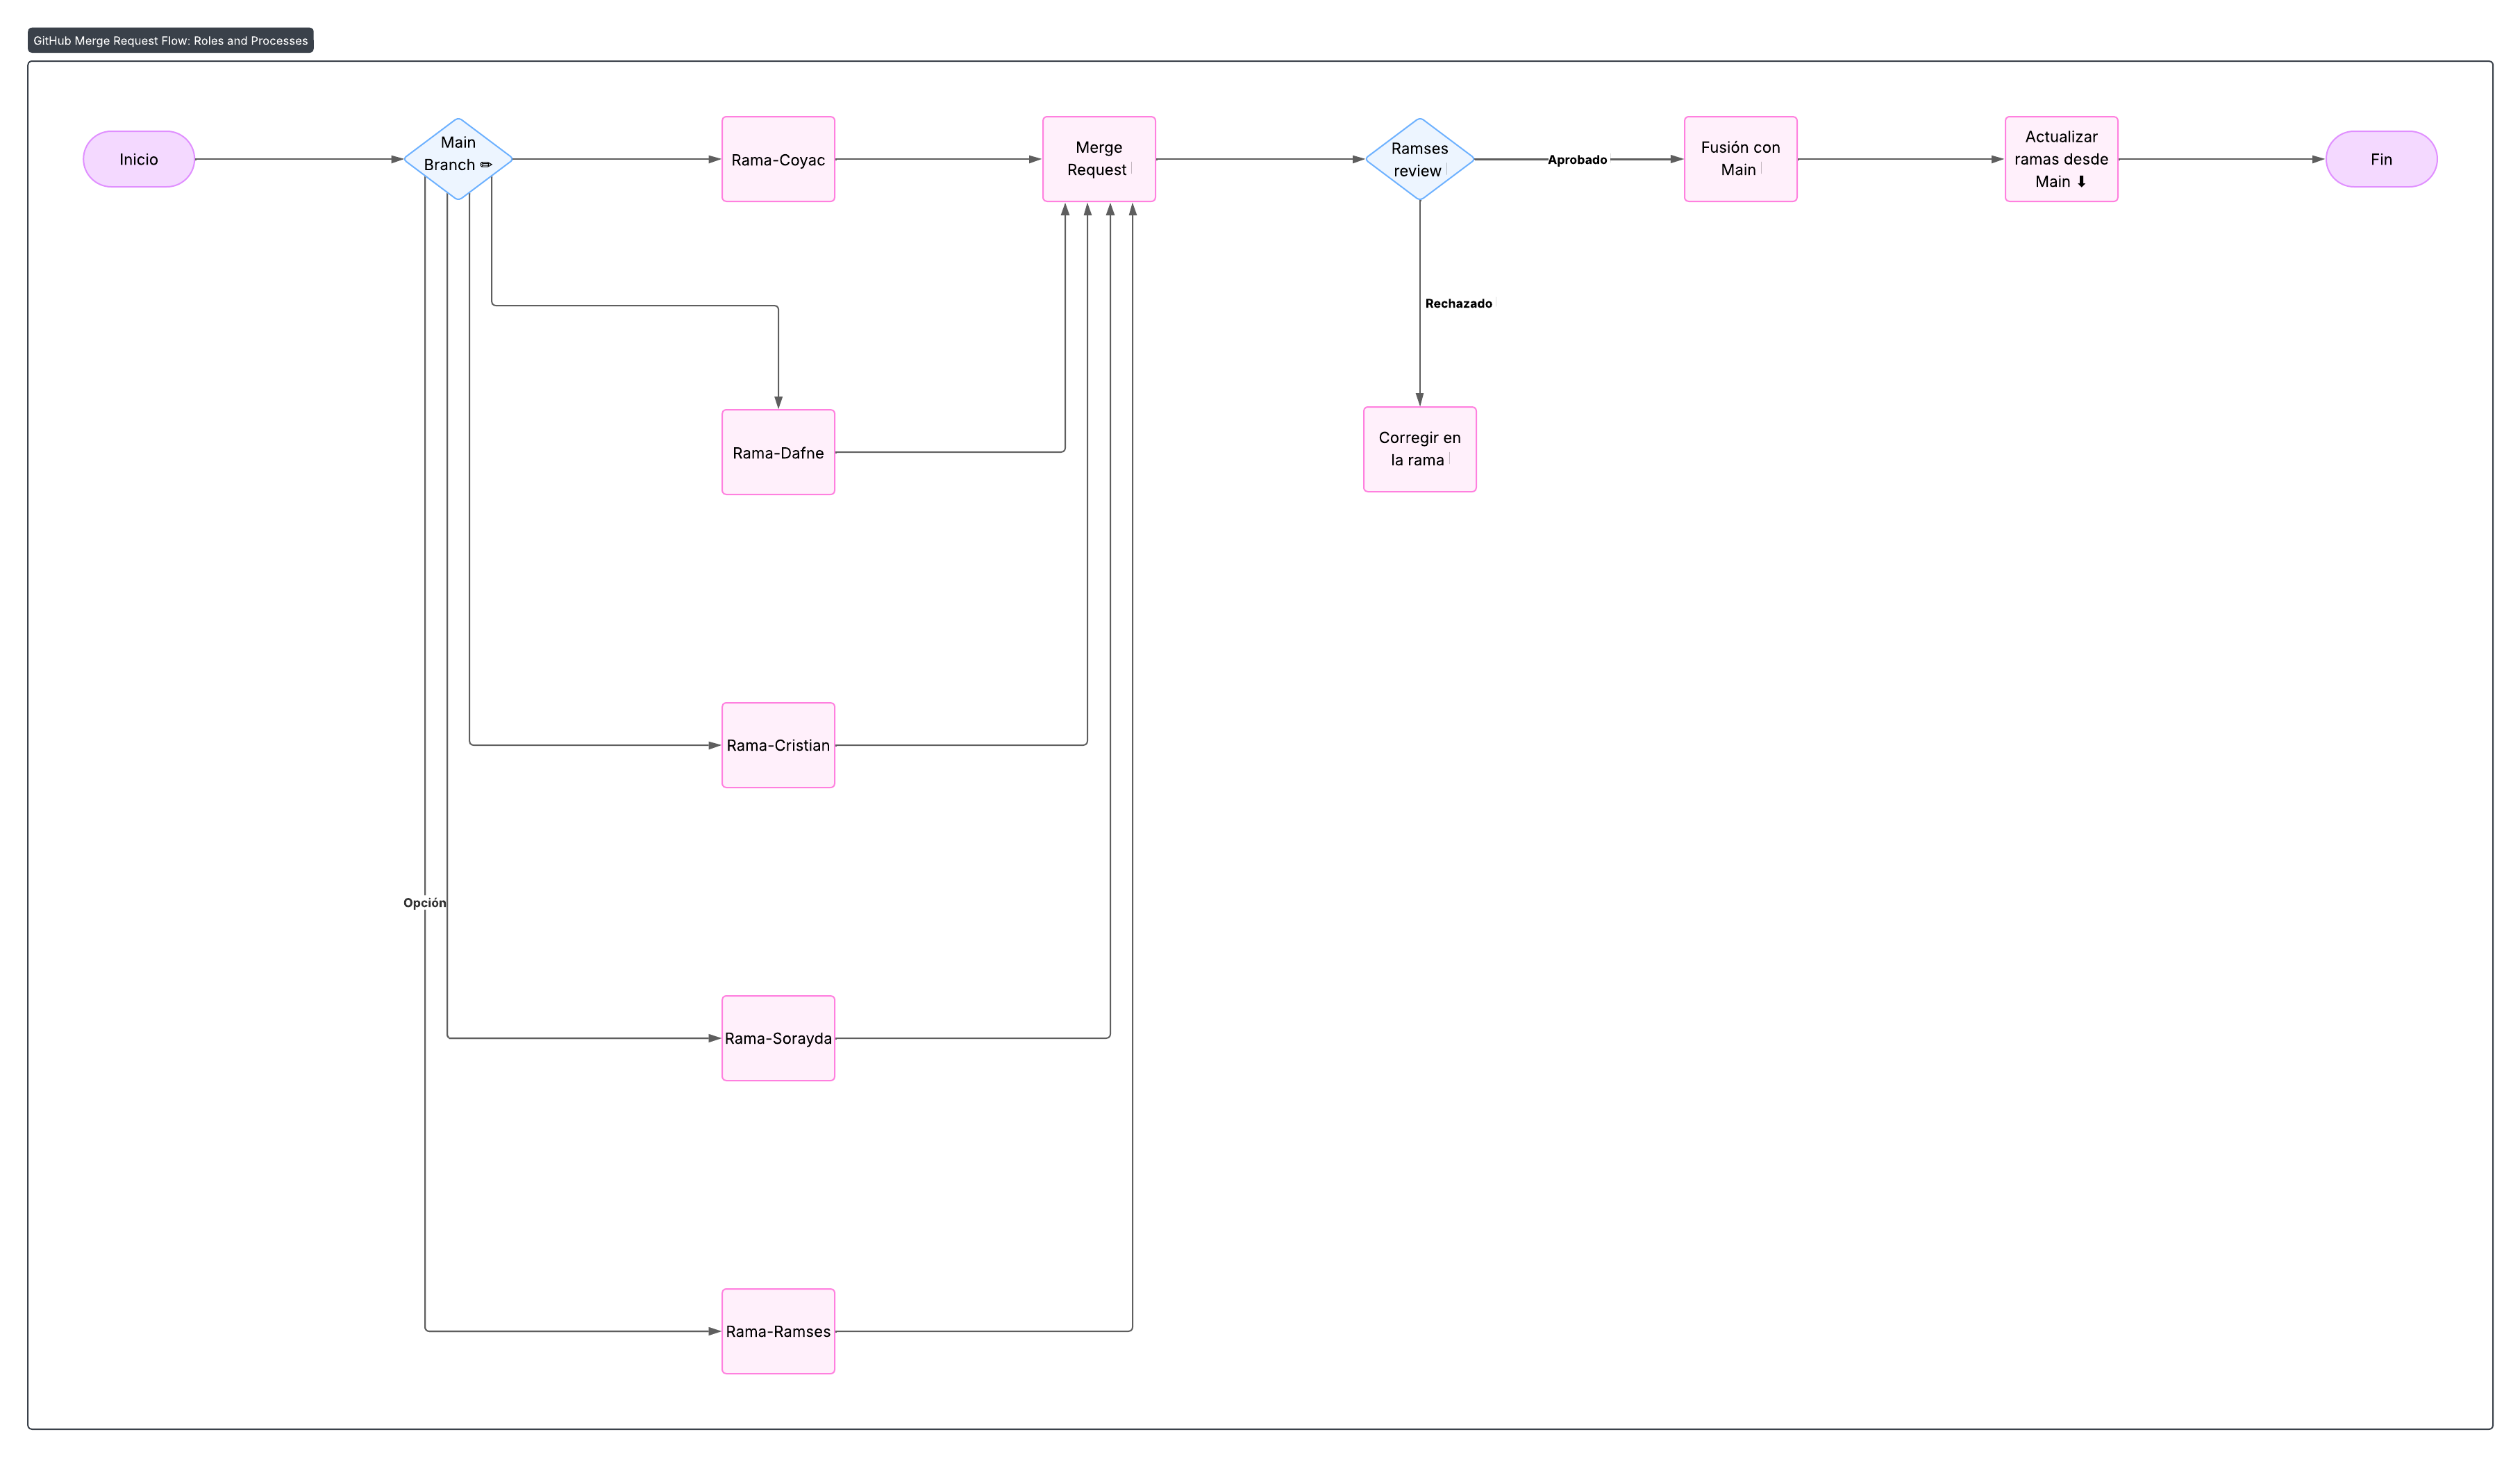 GitHub Merge Request Flow: Roles and Processes
Inicio
Main
Branch ✏
Rama-Coyac
Merge
Request
Ramses
review
Aprobado
Fusión con
Main
Actualizar
ramas desde
Main ⬇
Fin
Rechazado
Rama-Dafne
Corregir en
la rama
Rama-Cristian
Opción
Rama-Sorayda
Rama-Ramses